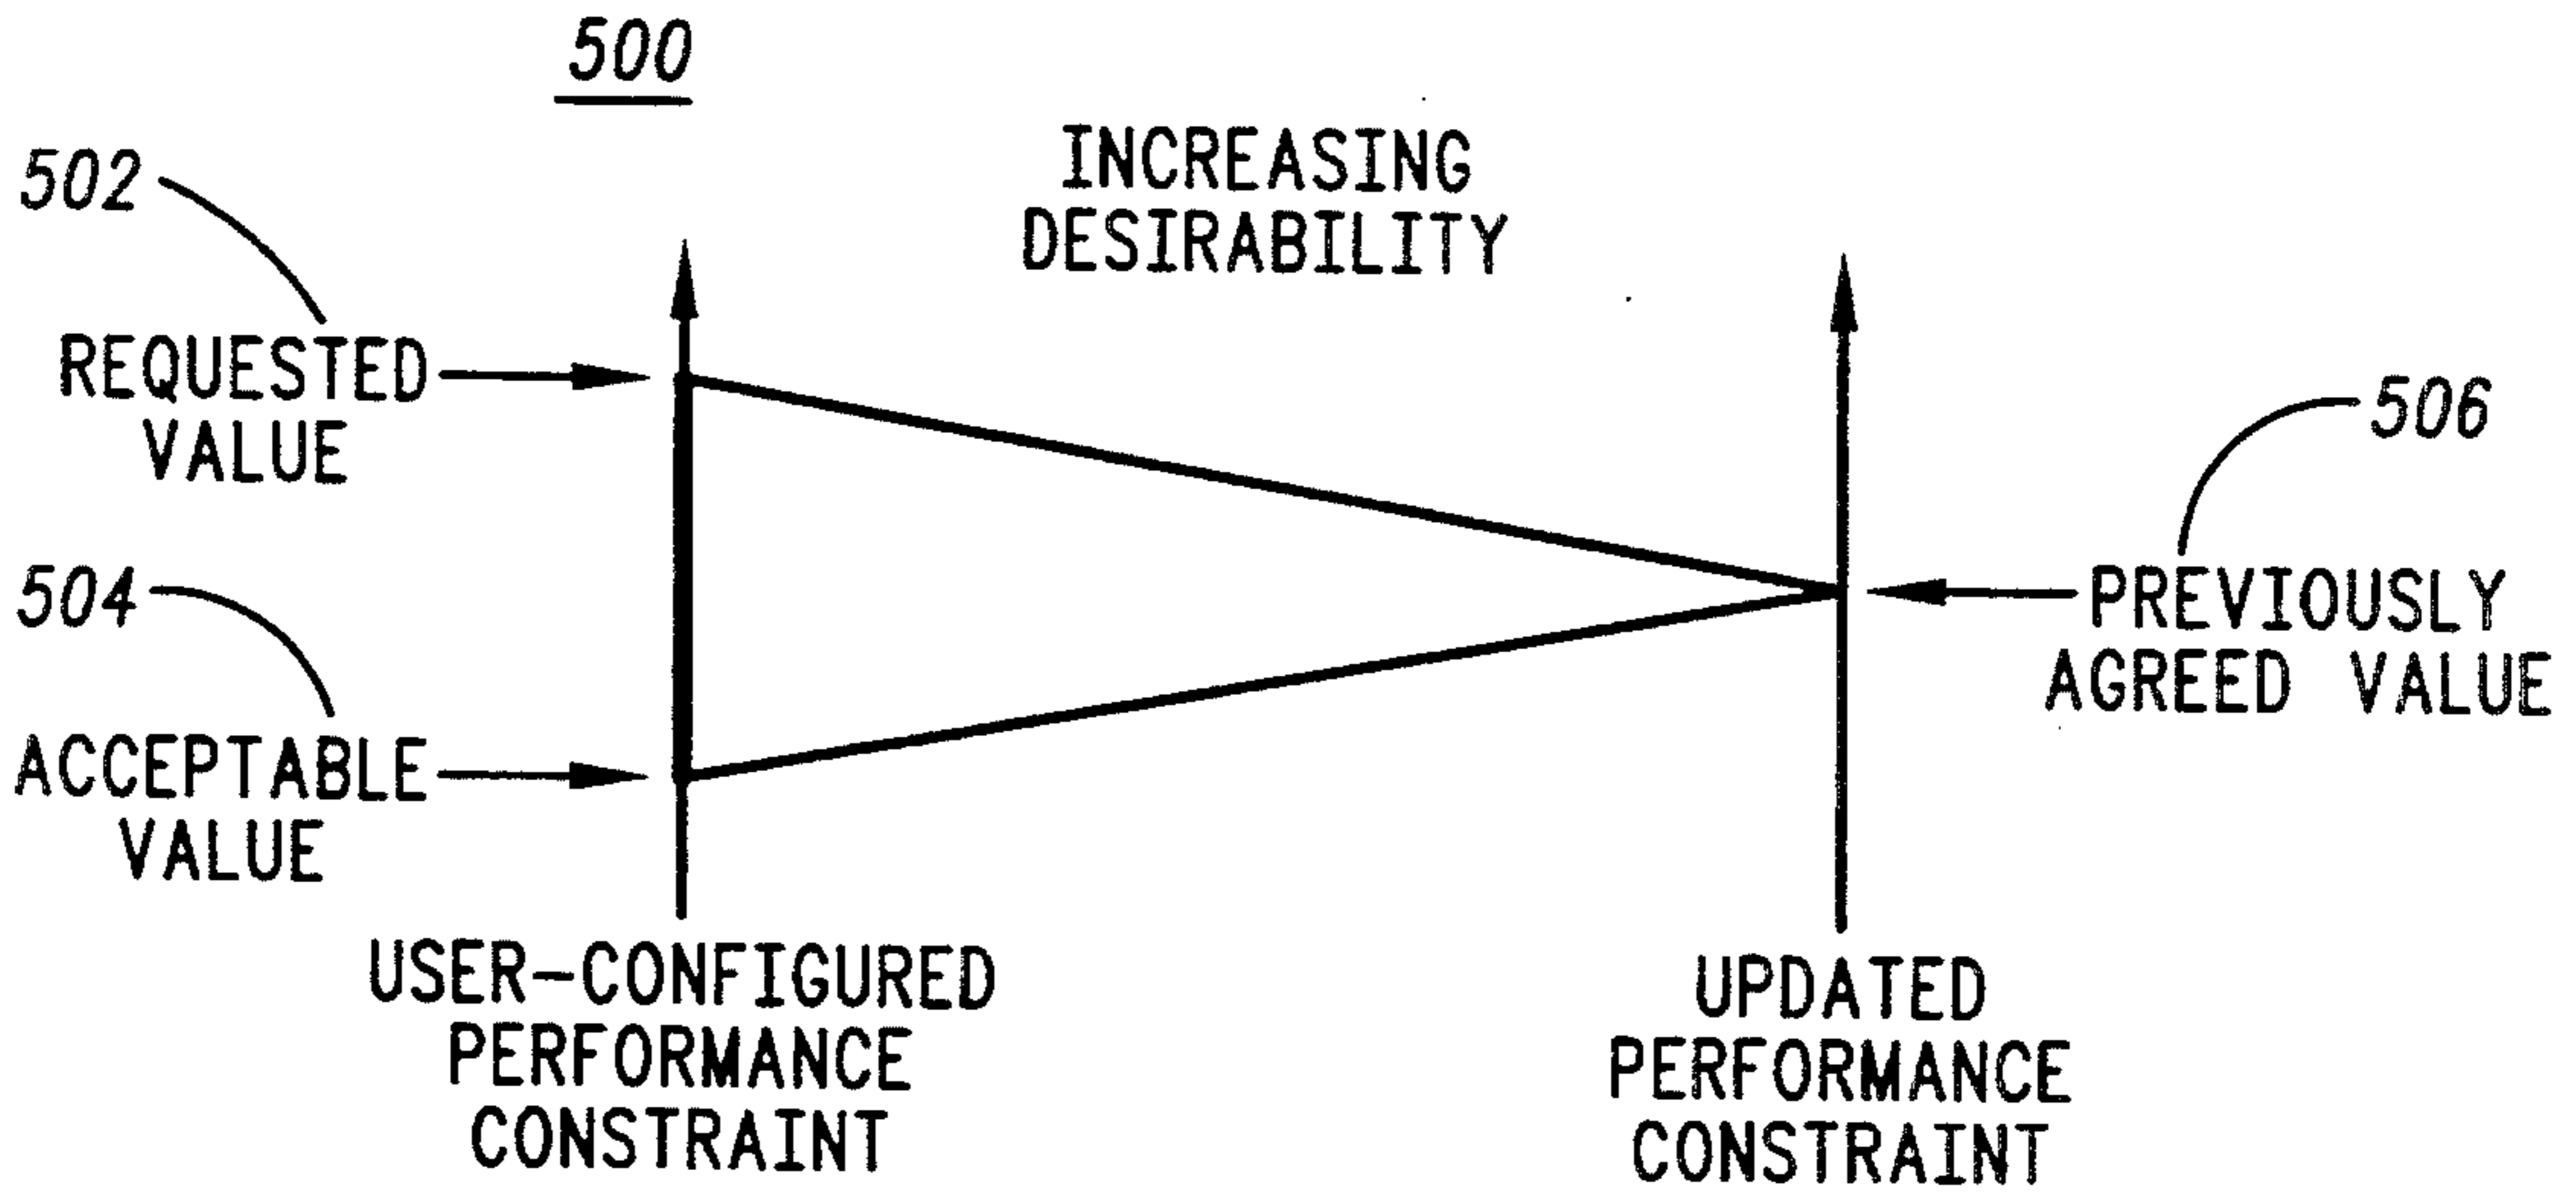 500
INCREASING
DESIRABILITY
502
REQUESTED
VALUE
506
504
PREVIOUSLY
AGREED VALUE
ACCEPTABLE
VALUE
USER-CONFIGURED
PERFORMANCE
CONSTRAINT
UPDATED
PERFORMANCE
CONSTRAINT